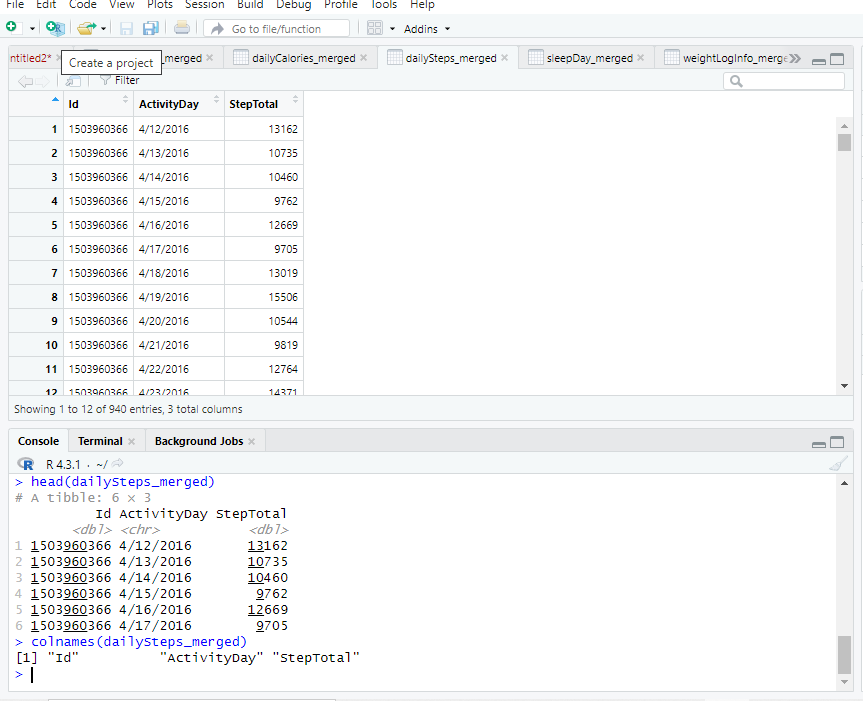 File Edit Code View Plots Session Build Debug Profile Tools Help
Go to file/function Addins
ntitled2* _merged dailyCalories_merged dailySteps_merged sleepDay_merged weightLogInfo_merge
Create a project
Filter
Id ActivityDay StepTotal
1 1503960366 4/12/2016 13162
2 1503960366 4/13/2016 10735
3 1503960366 4/14/2016 10460
4 1503960366 4/15/2016 9762
5 1503960366 4/16/2016 12669
6 1503960366 4/17/2016 9705
7 1503960366 4/18/2016 13019
8 1503960366 4/19/2016 15506
9 1503960366 4/20/2016 10544
10 1503960366 4/21/2016 9819
11 1503960366 4/22/2016 12764
12 1503960366 4/23/2016 14371
Showing 1 to 12 of 940 entries, 3 total columns
Console Terminal Background Jobs
R R 4.3.1 · ~/
> head(dailySteps_merged)
# A tibble: 6 × 3
Id ActivityDay StepTotal
<dbl> <chr> <dbl>
1 1503960366 4/12/2016 13162
2 1503960366 4/13/2016 10735
3 1503960366 4/14/2016 10460
4 1503960366 4/15/2016 9762
5 1503960366 4/16/2016 12669
6 1503960366 4/17/2016 9705
> colnames(dailySteps_merged)
[1] "Id" "ActivityDay" "StepTotal"
>